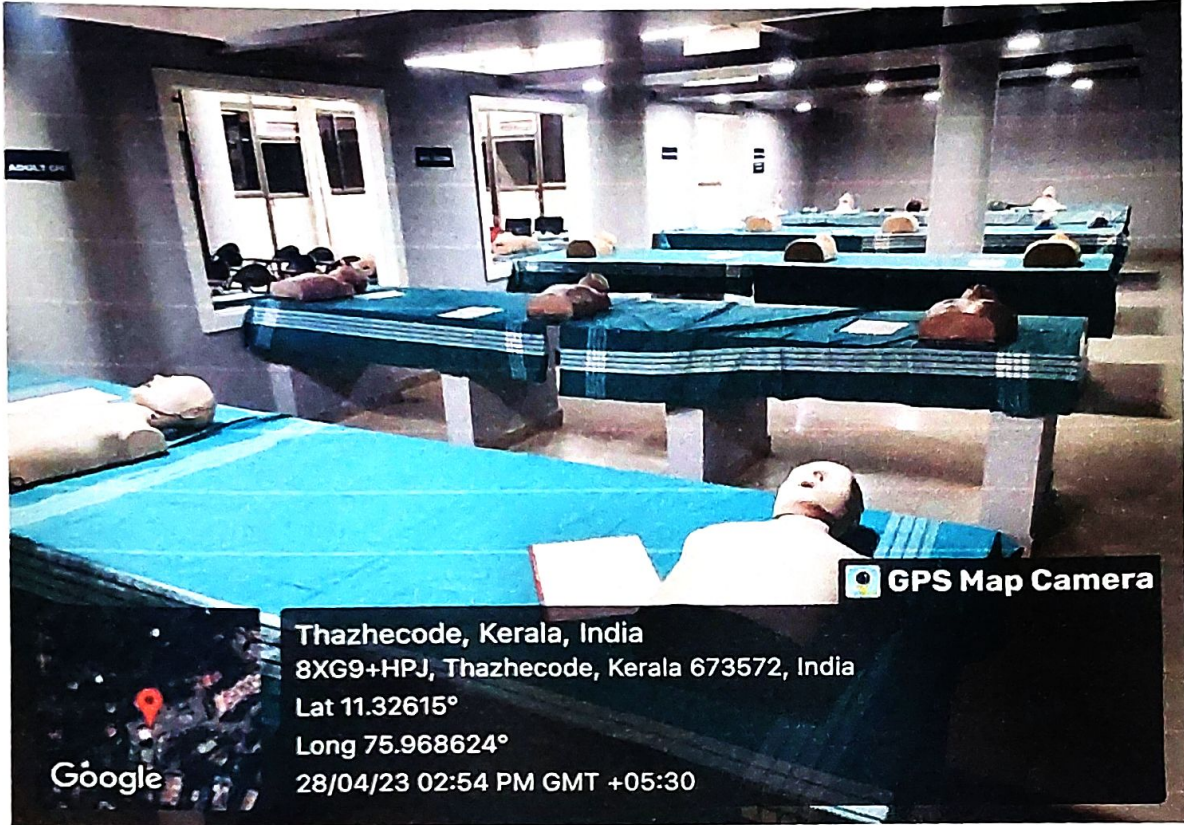 ADULT CPR
GPS Map Camera
Thazhecode, Kerala, India
8XG9+HPJ, Thazhecode, Kerala 673572, India
Lat 11.32615°
Long 75.968624°
28/04/23 02:54 PM GMT +05:30
Google